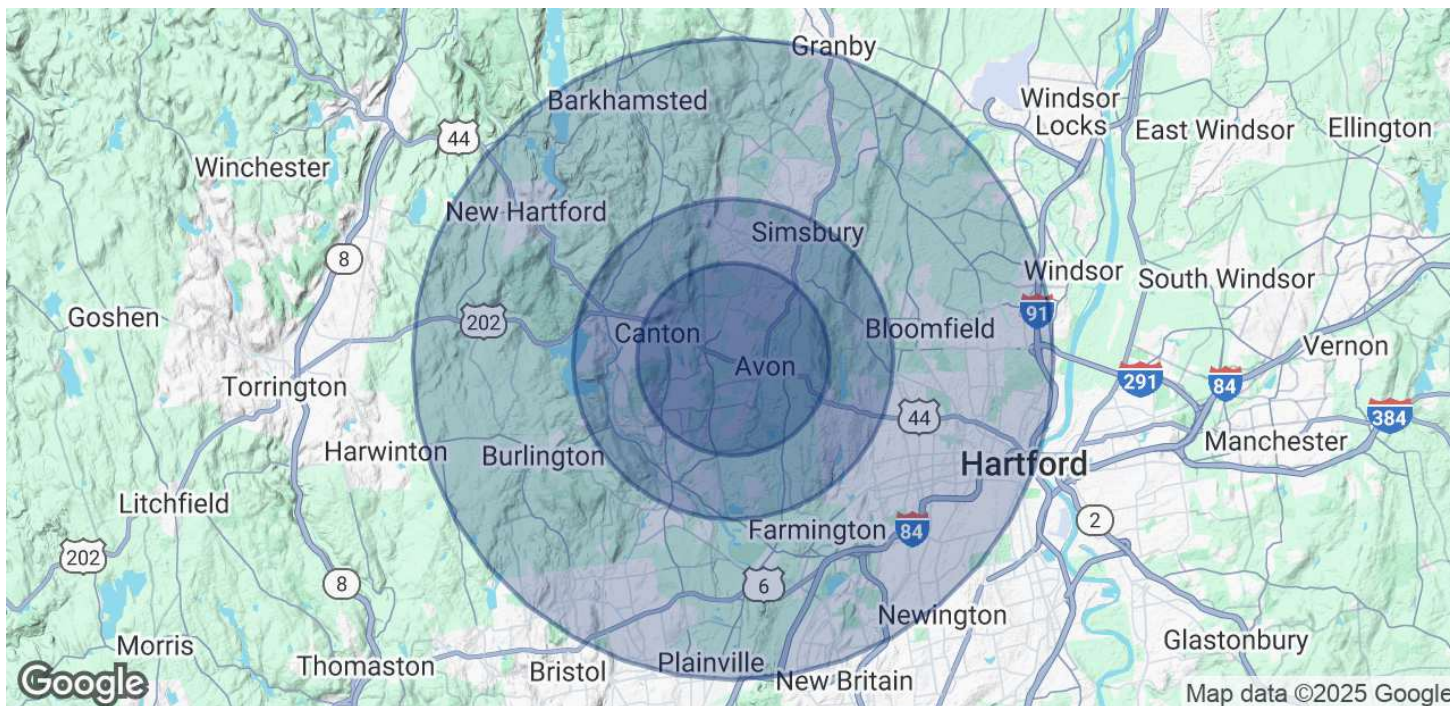 Granby
Barkhamsted
Windsor
Locks
East Windsor
Ellington
44
Winchester
New Hartford
Simsbury
8
Windsor
South Windsor
Goshen
202
Canton
Bloomfield
91
Avon
Vernon
291
84
Torrington
44
384
Harwinton
Burlington
Manchester
Hartford
Litchfield
2
Farmington
84
202
8
6
Newington
Morris
Thomaston
Bristol
Plainville
New Britain
Glastonbury
Google
Map data ©2025 Google